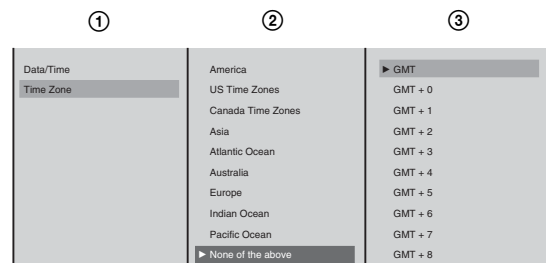 ① ② ③
Data/Time
Time Zone
America
US Time Zones
Canada Time Zones
Asia
Atlantic Ocean
Australia
Europe
Indian Ocean
Pacific Ocean
► None of the above
► GMT
GMT + 0
GMT + 1
GMT + 2
GMT + 3
GMT + 4
GMT + 5
GMT + 6
GMT + 7
GMT + 8